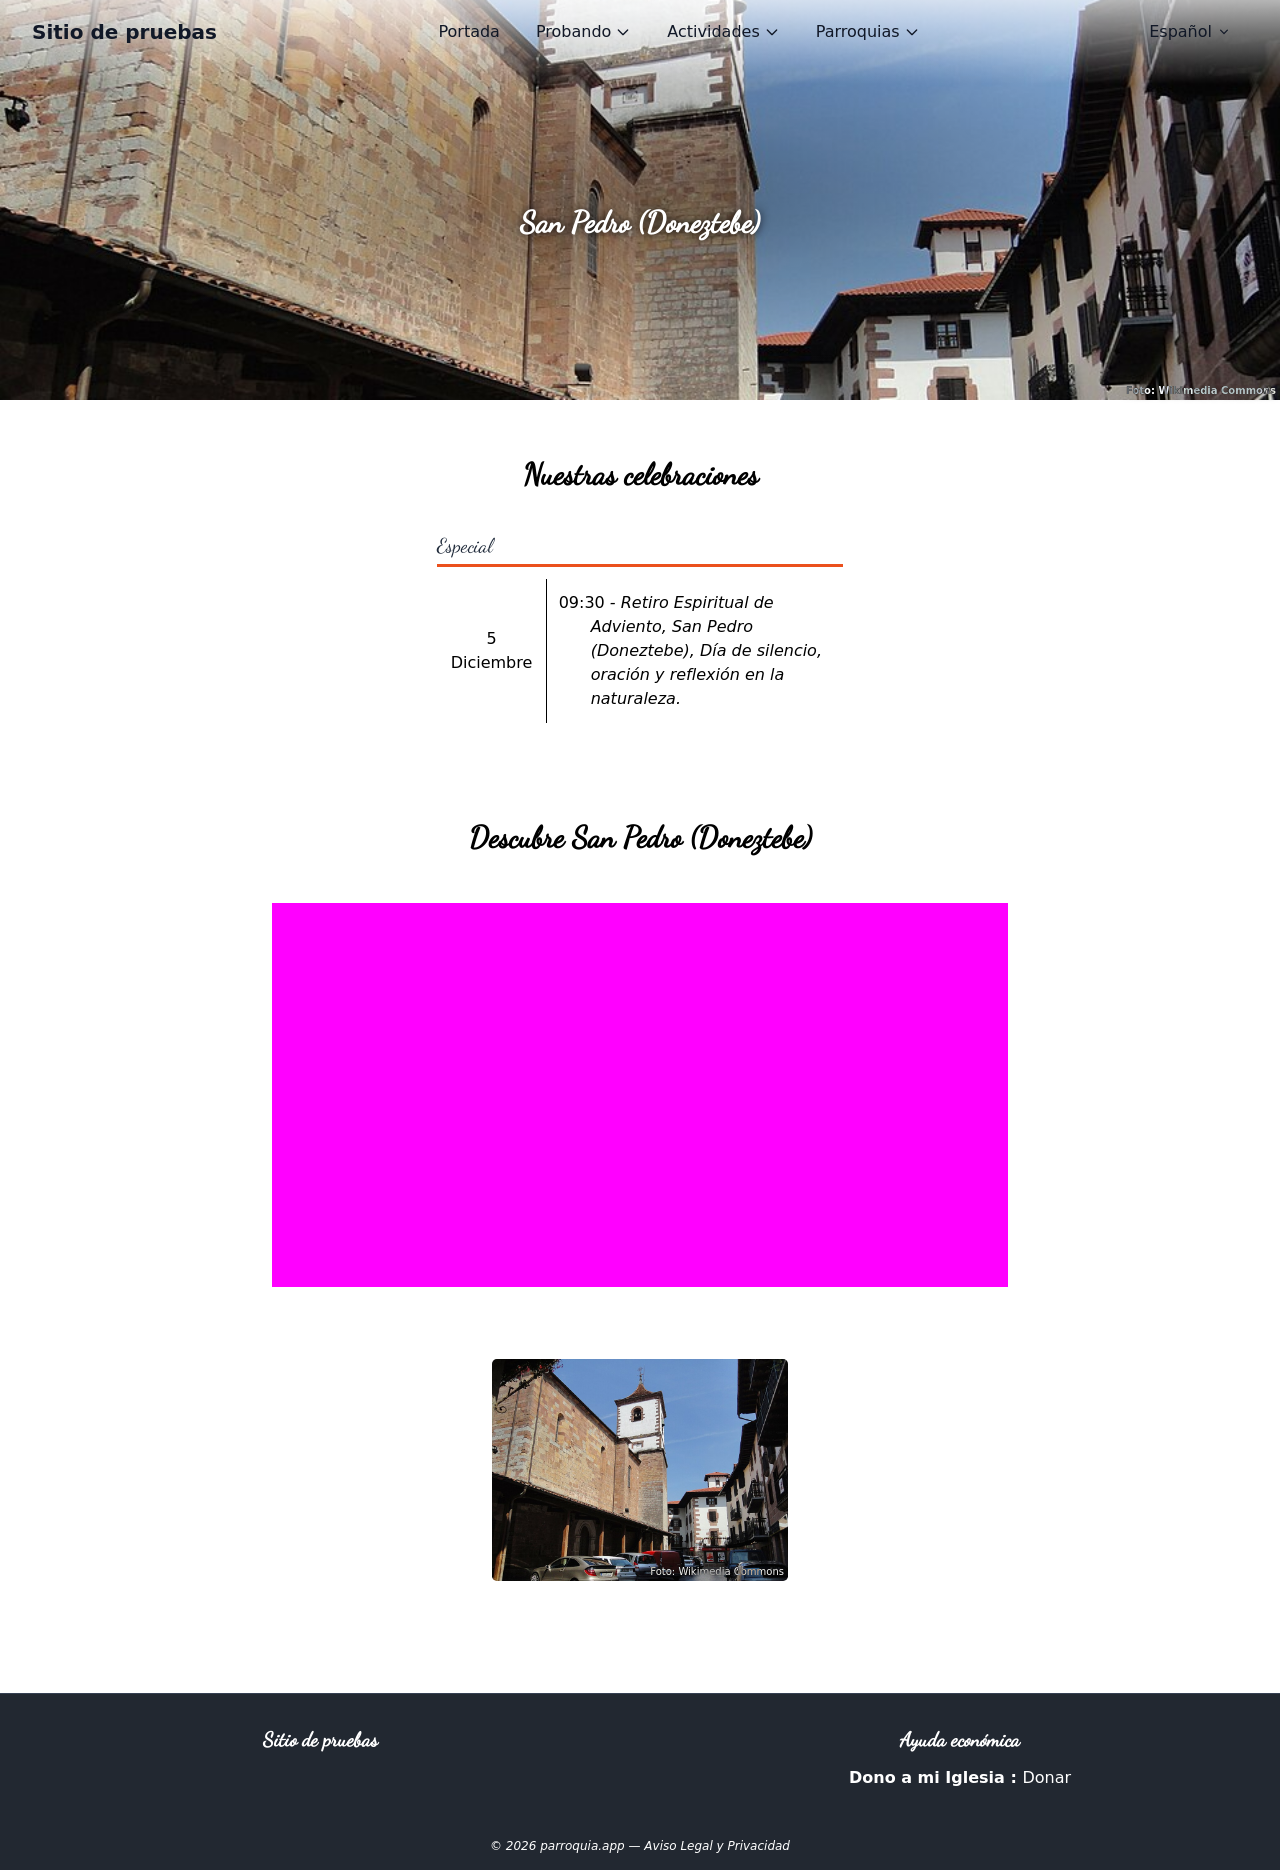 Sitio de pruebas
Portada
Probando
Actividades
Parroquias
Español
San Pedro (Doneztebe)
Foto: Wikimedia Commons
Nuestras celebraciones
Especial
5
Diciembre
09:30 - Retiro Espiritual de
Adviento, San Pedro
(Doneztebe), Día de silencio,
oración y reflexión en la
naturaleza.
Descubre San Pedro (Doneztebe)
Foto: Wikimedia Commons
Sitio de pruebas
Ayuda económica
Dono a mi Iglesia : Donar
© 2026 parroquia.app — Aviso Legal y Privacidad